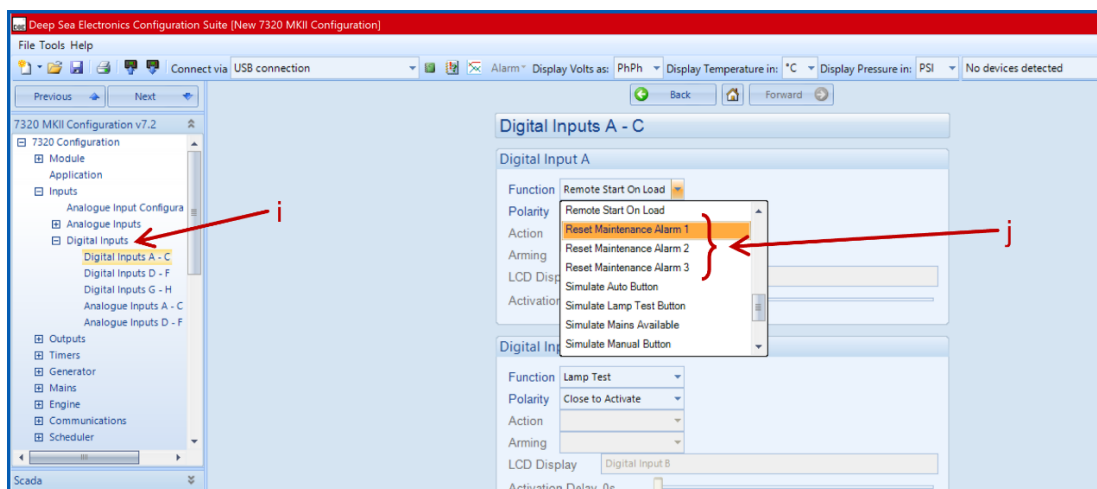 Deep Sea Electronics Configuration Suite [New 7320 MKII Configuration]
File Tools Help
Connect via USB connection Alarm Display Volts as: PhPh Display Temperature in: °C Display Pressure in: PSI No devices detected
Previous Next
Back Forward
7320 MKII Configuration v7.2
7320 Configuration
Module
Application
Inputs
Analogue Input Configura
Analogue Inputs
Digital Inputs
Digital Inputs A - C
Digital Inputs D - F
Digital Inputs G - H
Analogue Inputs A - C
Analogue Inputs D - F
Outputs
Timers
Generator
Mains
Engine
Communications
Scheduler
Scada
i
Digital Inputs A - C
Digital Input A
Function Remote Start On Load
Polarity
Action
Arming
LCD Disp
Activation
Remote Start On Load
Reset Maintenance Alarm 1
Reset Maintenance Alarm 2
Reset Maintenance Alarm 3
Simulate Auto Button
Simulate Lamp Test Button
Simulate Mains Available
Simulate Manual Button
j
Digital Inp
Function Lamp Test
Polarity Close to Activate
Action
Arming
LCD Display Digital Input B
Activation Delay 0s